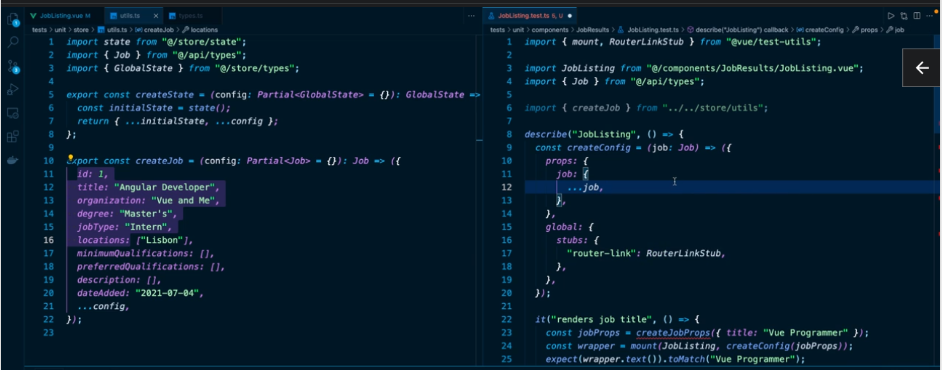 JobListing.vue M
utils.ts
types.ts
tests > unit > store > utils.ts > createJob > locations
1 import state from "@/store/state";
2 import { Job } from "@/api/types";
3 import { GlobalState } from "@/store/types";
4
5 export const createState = (config: Partial<GlobalState> = {}): GlobalState =>
6 const initialState = state();
7 return { ...initialState, ...config };
8 };
9
10 export const createJob = (config: Partial<Job> = {}): Job => ({
11 id: 1,
12 title: "Angular Developer",
13 organization: "Vue and Me",
14 degree: "Master's",
15 jobType: "Intern",
16 locations: ["Lisbon"],
17 minimumQualifications: [],
18 preferredQualifications: [],
19 description: [],
20 dateAdded: "2021-07-04",
21 ...config,
22 });
23
JobListing.test.ts 5, U
tests > unit > components > JobResults > JobListing.test.ts > describe("JobListing") callback > createConfig > props > job
1 import { mount, RouterLinkStub } from "@vue/test-utils";
2
3 import JobListing from "@/components/JobResults/JobListing.vue";
4 import { Job } from "@/api/types";
5
6 import { createJob } from "../../store/utils";
7
8 describe("JobListing", () => {
9 const createConfig = (job: Job) => ({
10 props: {
11 job: {
12 ...job,
13 },
14 },
15 global: {
16 stubs: {
17 "router-link": RouterLinkStub,
18 },
19 },
20 });
21
22 it("renders job title", () => {
23 const jobProps = createJobProps({ title: "Vue Programmer" });
24 const wrapper = mount(JobListing, createConfig(jobProps));
25 expect(wrapper.text()).toMatch("Vue Programmer");